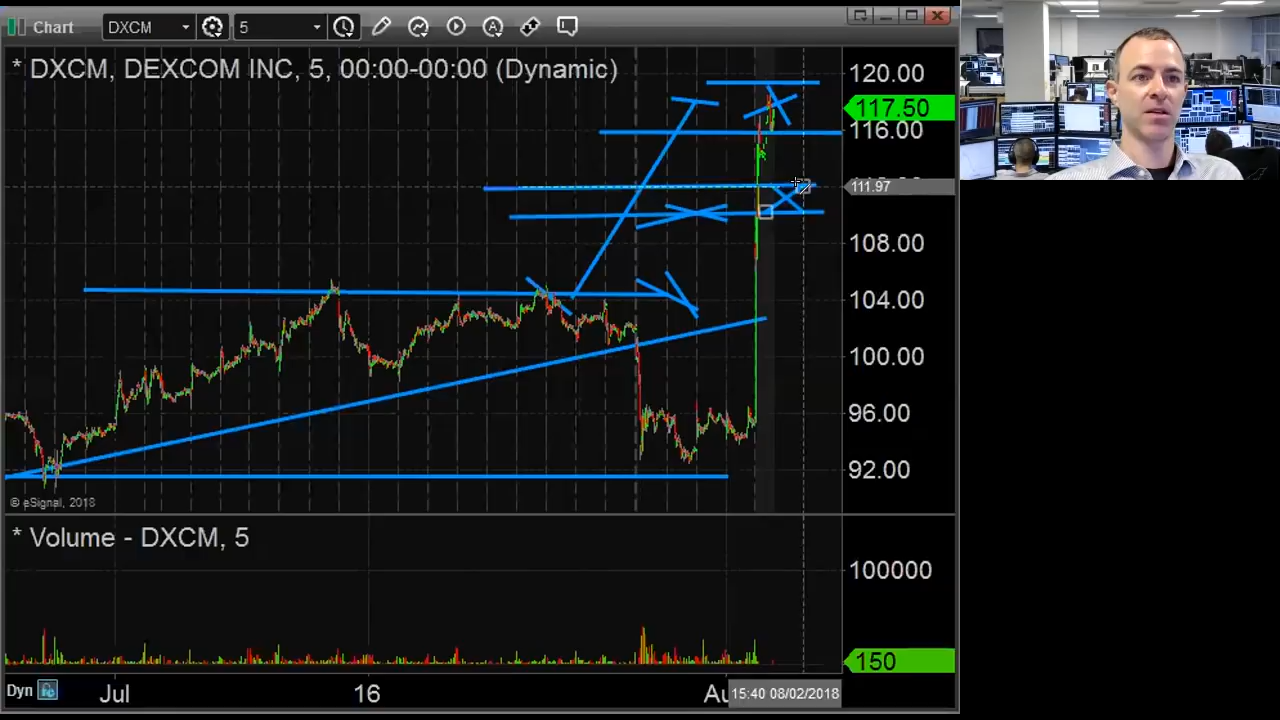 Chart DXCM 5
* DXCM, DEXCOM INC, 5, 00:00-00:00 (Dynamic)
120.00
117.50
116.00
111.97
108.00
104.00
100.00
96.00
92.00
© eSignal, 2018
* Volume - DXCM, 5
100000
150
Dyn Jul 16 Au 15:40 08/02/2018